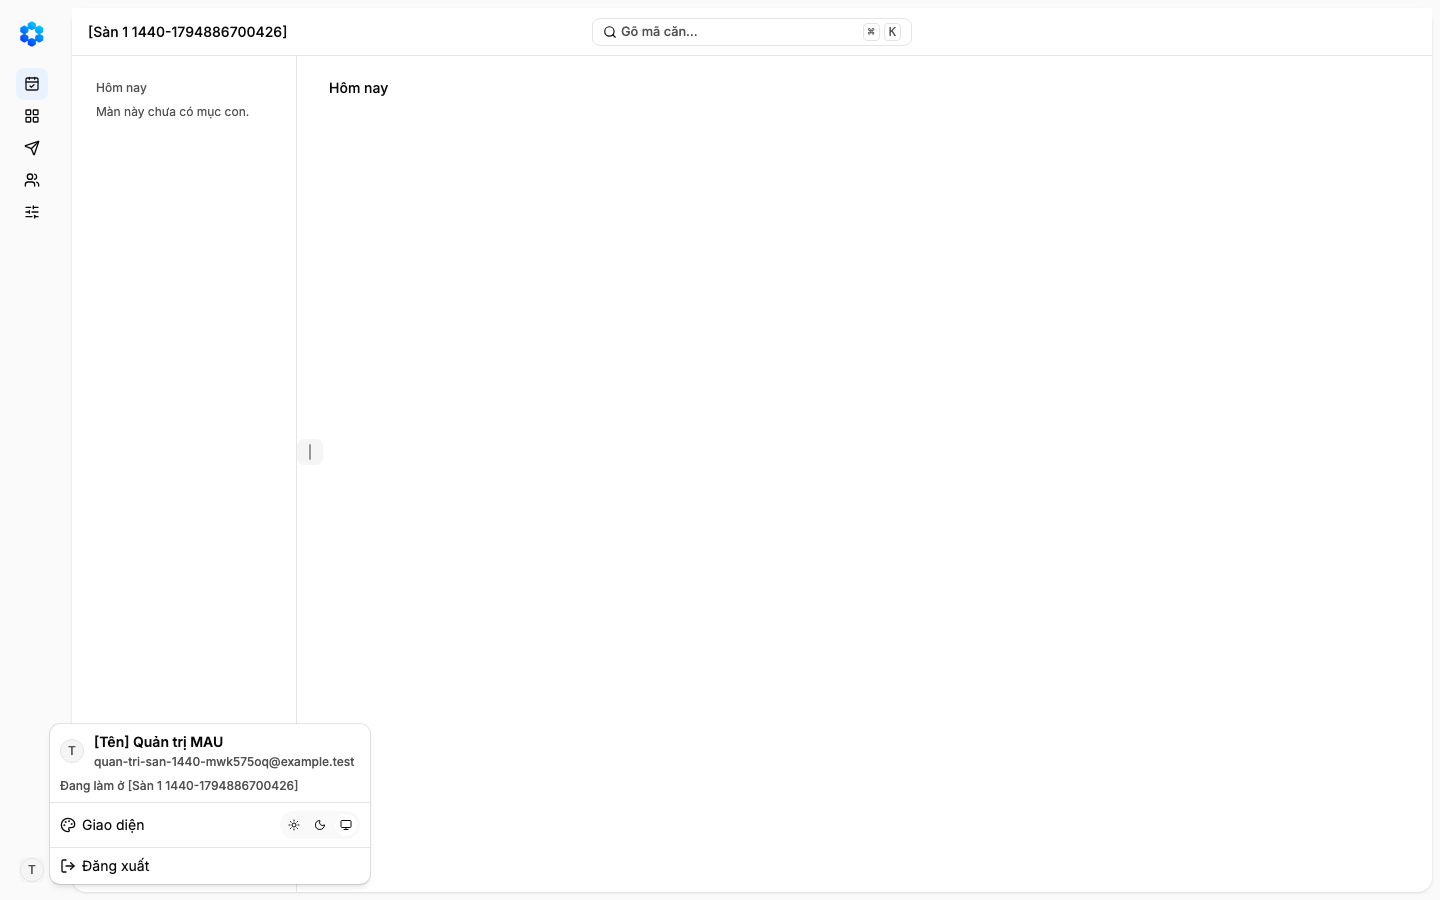 [Sàn 1 1440-1794886700426]
Gõ mã căn...
⌘ K
Hôm nay
Màn này chưa có mục con.
Hôm nay
T
[Tên] Quản trị MAU
quan-tri-san-1440-mwk575oq@example.test
Đang làm ở [Sàn 1 1440-1794886700426]
Giao diện
Đăng xuất
T